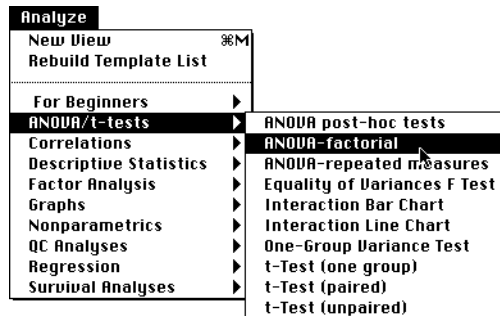 Analyze
New View ⌘M
Rebuild Template List
For Beginners
ANOVA/t-tests
Correlations
Descriptive Statistics
Factor Analysis
Graphs
Nonparametrics
QC Analyses
Regression
Survival Analyses
ANOVA post-hoc tests
ANOVA-factorial
ANOVA-repeated measures
Equality of Variances F Test
Interaction Bar Chart
Interaction Line Chart
One-Group Variance Test
t-Test (one group)
t-Test (paired)
t-Test (unpaired)